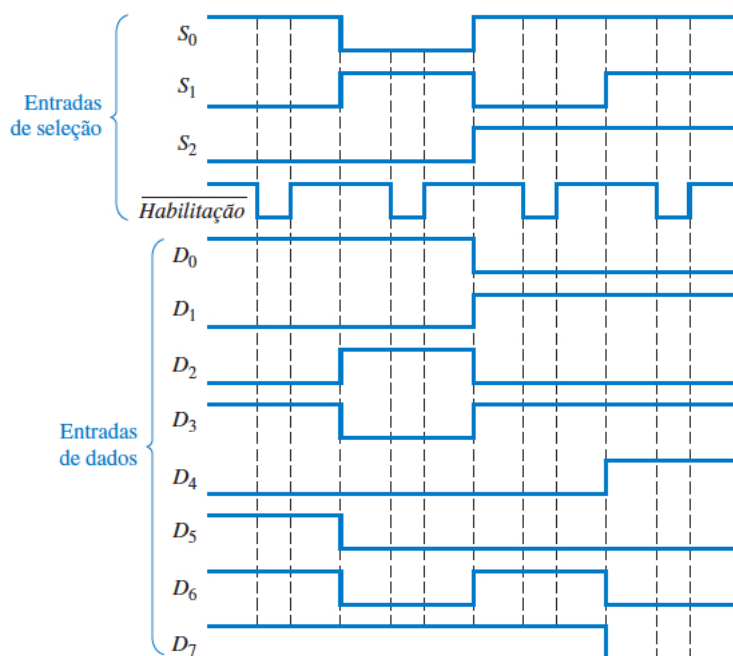 S0
S1
Entradas
de seleção
S2
Habilitação
D0
D1
D2
D3
Entradas
de dados
D4
D5
D6
D7